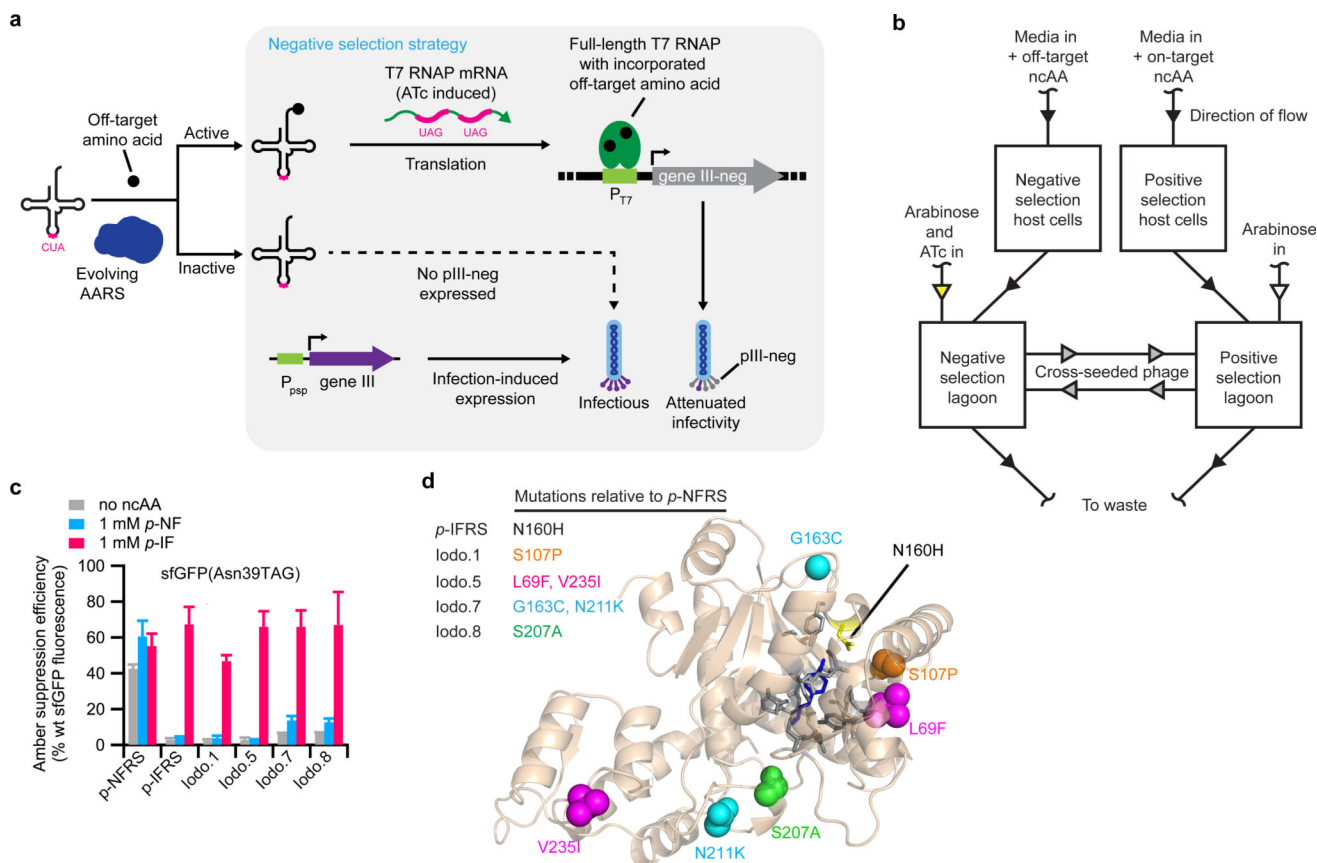 a
Negative selection strategy
Off-target
amino acid
CUA
Evolving
AARS
Active
Inactive
T7 RNAP mRNA
(ATc induced)
UAG UAG
Translation
Full-length T7 RNAP
with incorporated
off-target amino acid
gene III-neg
PT7
No pIII-neg
expressed
Ppsp
gene III
Infection-induced
expression
Infectious
pIII-neg
Attenuated
infectivity
b
Media in
+ off-target
ncAA
Media in
+ on-target
ncAA
Direction of flow
Negative
selection
host cells
Positive
selection
host cells
Arabinose
and
ATc in
Arabinose
in
Negative
selection
lagoon
Cross-seeded phage
Positive
selection
lagoon
To waste
c
no ncAA
1 mM p-NF
1 mM p-IF
sfGFP(Asn39TAG)
Amber suppression efficiency
(% wt sfGFP fluorescence)
100
80
60
40
20
0
p-NFRS
p-IFRS
Iodo.1
Iodo.5
Iodo.7
Iodo.8
d
Mutations relative to p-NFRS
p-IFRS N160H
Iodo.1 S107P
Iodo.5 L69F, V235I
Iodo.7 G163C, N211K
Iodo.8 S207A
G163C
N160H
S107P
L69F
S207A
N211K
V235I